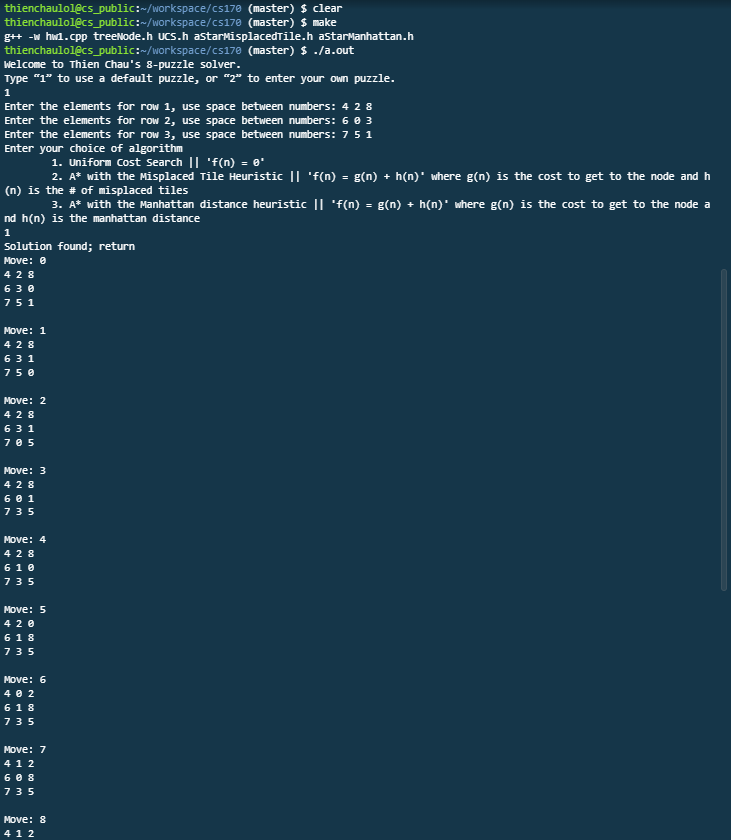 thienchaulol@cs_public:~/workspace/cs170 (master) $ clear
thienchaulol@cs_public:~/workspace/cs170 (master) $ make
g++ -w hw1.cpp treeNode.h UCS.h aStarMisplacedTile.h aStarManhattan.h
thienchaulol@cs_public:~/workspace/cs170 (master) $ ./a.out
Welcome to Thien Chau's 8-puzzle solver.
Type “1” to use a default puzzle, or “2” to enter your own puzzle.
1
Enter the elements for row 1, use space between numbers: 4 2 8
Enter the elements for row 2, use space between numbers: 6 0 3
Enter the elements for row 3, use space between numbers: 7 5 1
Enter your choice of algorithm
1. Uniform Cost Search || 'f(n) = 0'
2. A* with the Misplaced Tile Heuristic || 'f(n) = g(n) + h(n)' where g(n) is the cost to get to the node and h
(n) is the # of misplaced tiles
3. A* with the Manhattan distance heuristic || 'f(n) = g(n) + h(n)' where g(n) is the cost to get to the node a
nd h(n) is the manhattan distance
1
Solution found; return
Move: 0
4 2 8
6 3 0
7 5 1
Move: 1
4 2 8
6 3 1
7 5 0
Move: 2
4 2 8
6 3 1
7 0 5
Move: 3
4 2 8
6 0 1
7 3 5
Move: 4
4 2 8
6 1 0
7 3 5
Move: 5
4 2 0
6 1 8
7 3 5
Move: 6
4 0 2
6 1 8
7 3 5
Move: 7
4 1 2
6 0 8
7 3 5
Move: 8
4 1 2